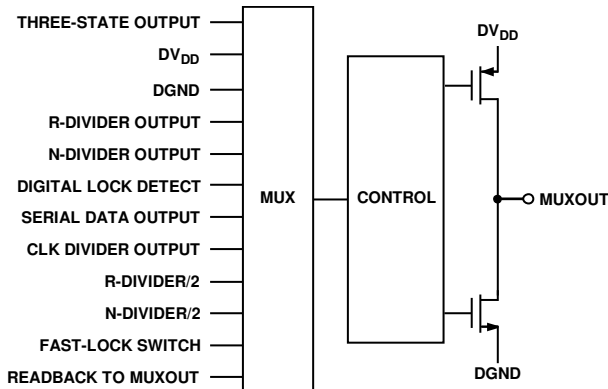 THREE-STATE OUTPUT
DVDD
DGND
R-DIVIDER OUTPUT
N-DIVIDER OUTPUT
DIGITAL LOCK DETECT
SERIAL DATA OUTPUT
CLK DIVIDER OUTPUT
R-DIVIDER/2
N-DIVIDER/2
FAST-LOCK SWITCH
READBACK TO MUXOUT
MUX
CONTROL
DVDD
MUXOUT
DGND